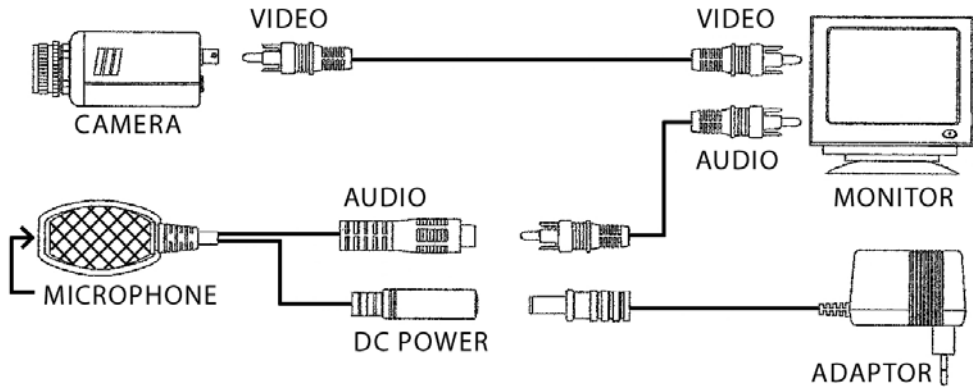 VIDEO
VIDEO
CAMERA
AUDIO
MONITOR
AUDIO
MICROPHONE
DC POWER
ADAPTOR